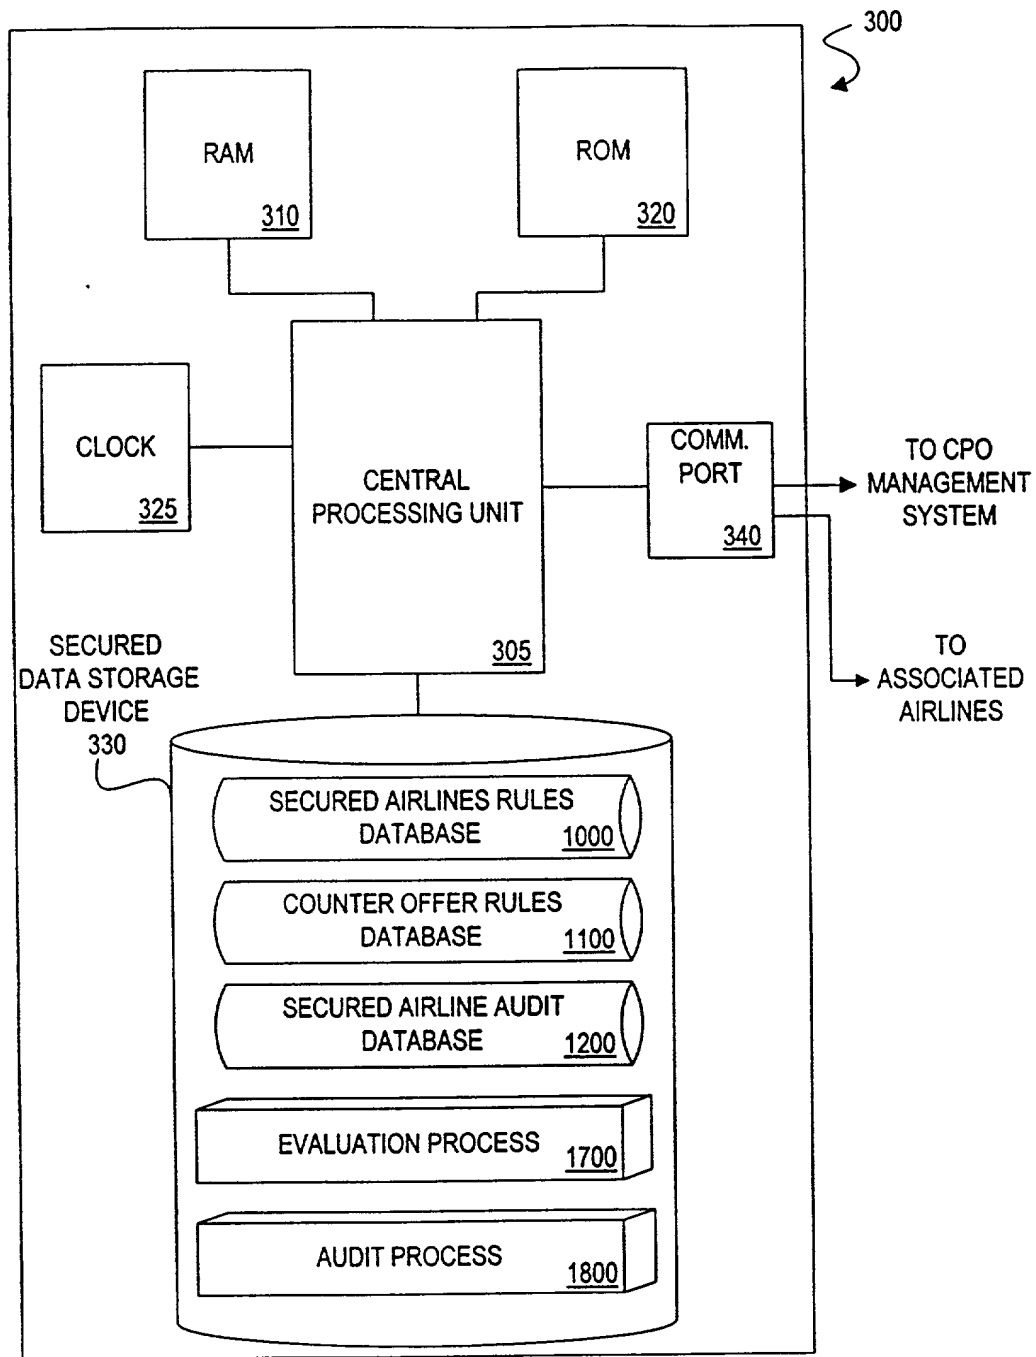 300
RAM
310
ROM
320
CLOCK
325
CENTRAL
PROCESSING UNIT
305
COMM.
PORT
340
TO CPO
MANAGEMENT
SYSTEM
TO
ASSOCIATED
AIRLINES
SECURED
DATA STORAGE
DEVICE
330
SECURED AIRLINES RULES
DATABASE 1000
COUNTER OFFER RULES
DATABASE 1100
SECURED AIRLINE AUDIT
DATABASE 1200
EVALUATION PROCESS 1700
AUDIT PROCESS 1800